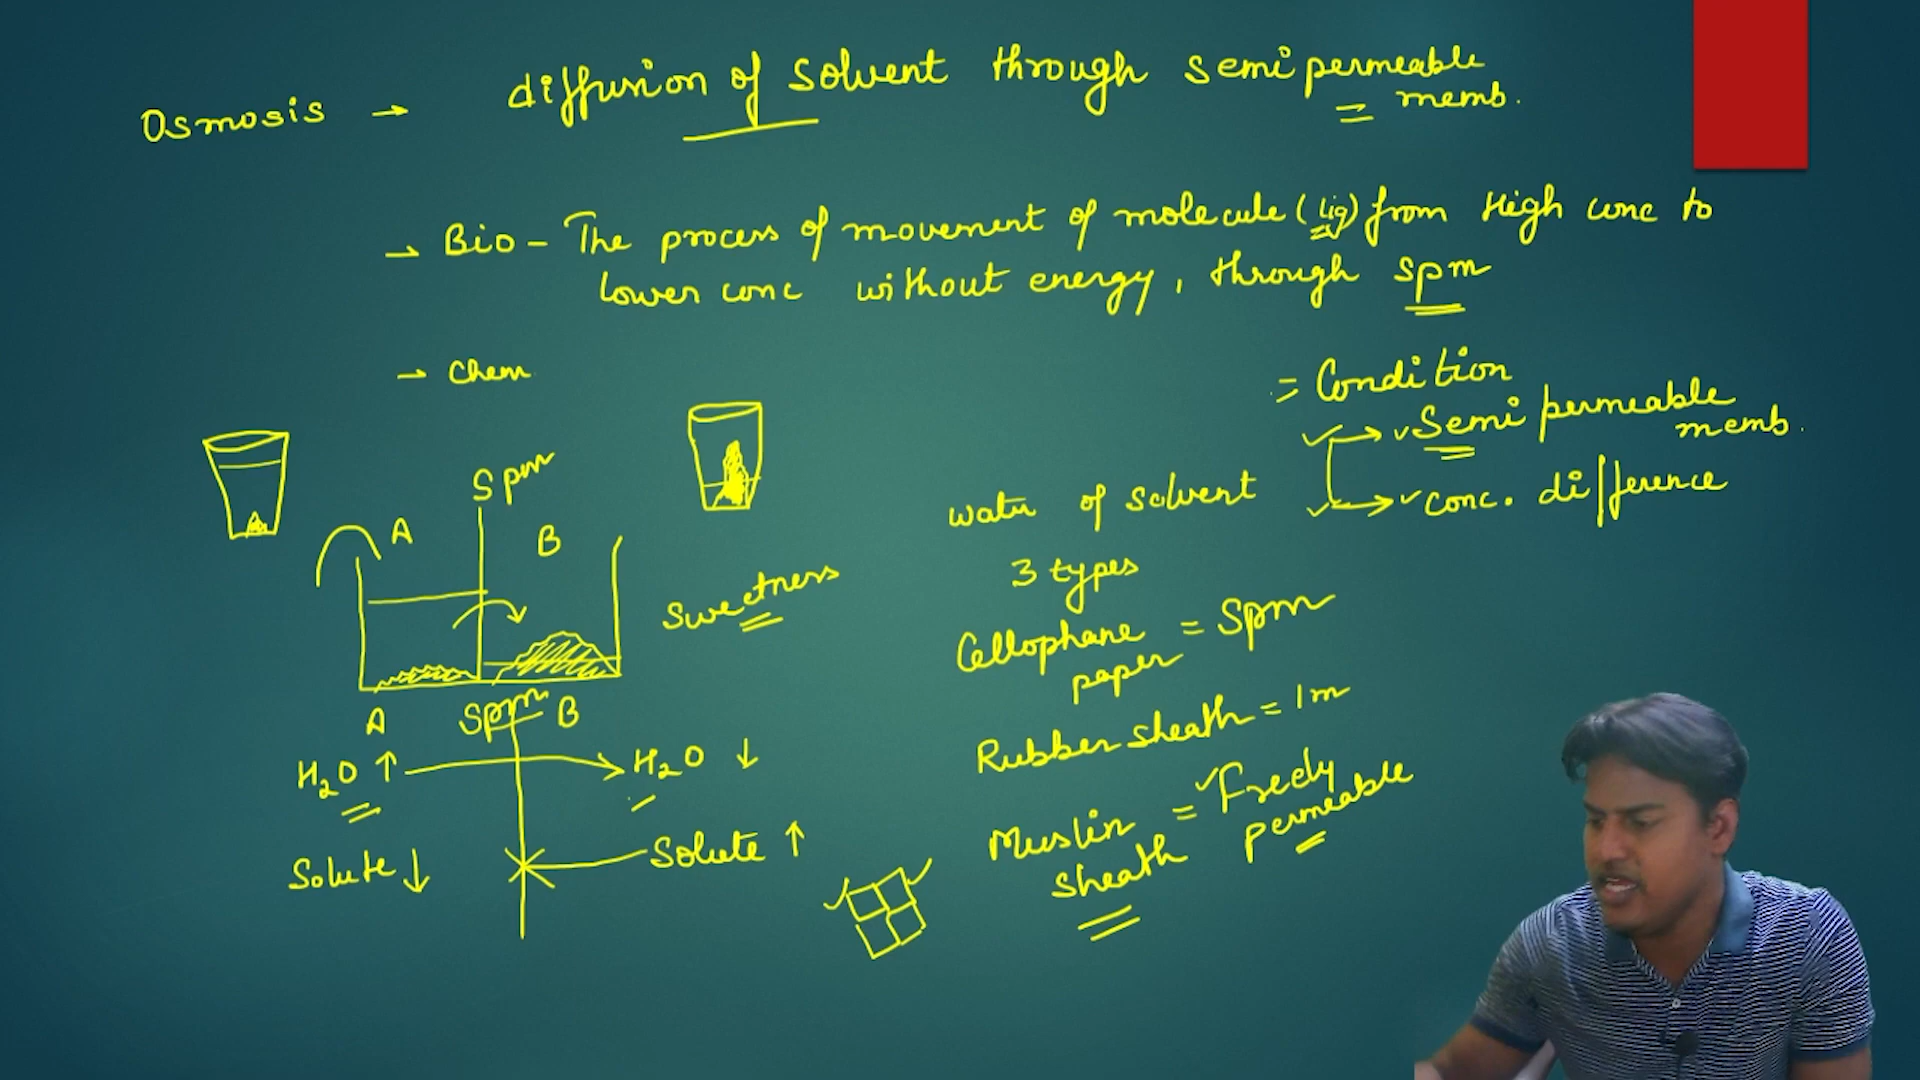 Osmosis → diffusion of solvent through semi permeable
memb.
→ Bio - The process of movement of molecule (liq) from High conc to
lower conc without energy, through spm
→ Chem
= Condition
→ Semi permeable
memb.
→ conc. difference
Spm
A
B
Sweetness
water of solvent
3 types
Cellophane = Spm
paper
Rubber sheath = 1m
Muslin = Freely
sheath permeable
A Spm B
H2O ↑ → H2O ↓
Solute ↓ Solute ↑